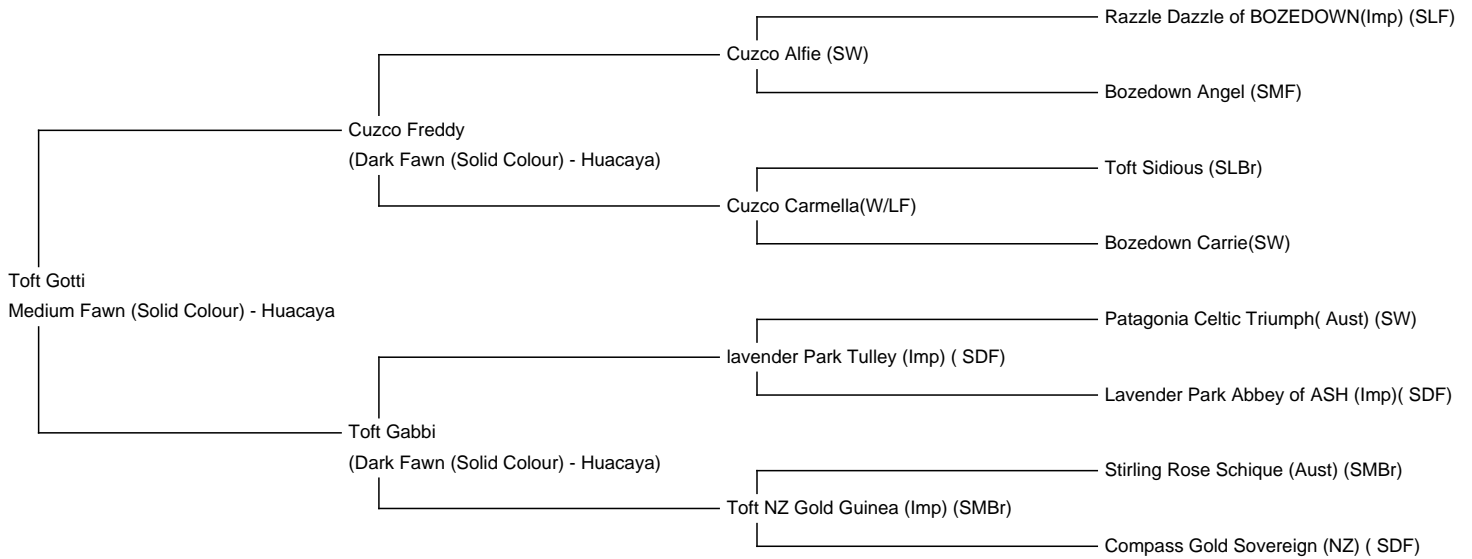 Razzle Dazzle of BOZEDOWN(Imp) (SLF)
Cuzco Alfie (SW)
Bozedown Angel (SMF)
Cuzco Freddy
(Dark Fawn (Solid Colour) - Huacaya)
Toft Sidious (SLBr)
Cuzco Carmella(W/LF)
Bozedown Carrie(SW)
Toft Gotti
Medium Fawn (Solid Colour) - Huacaya
Patagonia Celtic Triumph( Aust) (SW)
lavender Park Tulley (Imp) ( SDF)
Lavender Park Abbey of ASH (Imp)( SDF)
Toft Gabbi
(Dark Fawn (Solid Colour) - Huacaya)
Stirling Rose Schique (Aust) (SMBr)
Toft NZ Gold Guinea (Imp) (SMBr)
Compass Gold Sovereign (NZ) ( SDF)